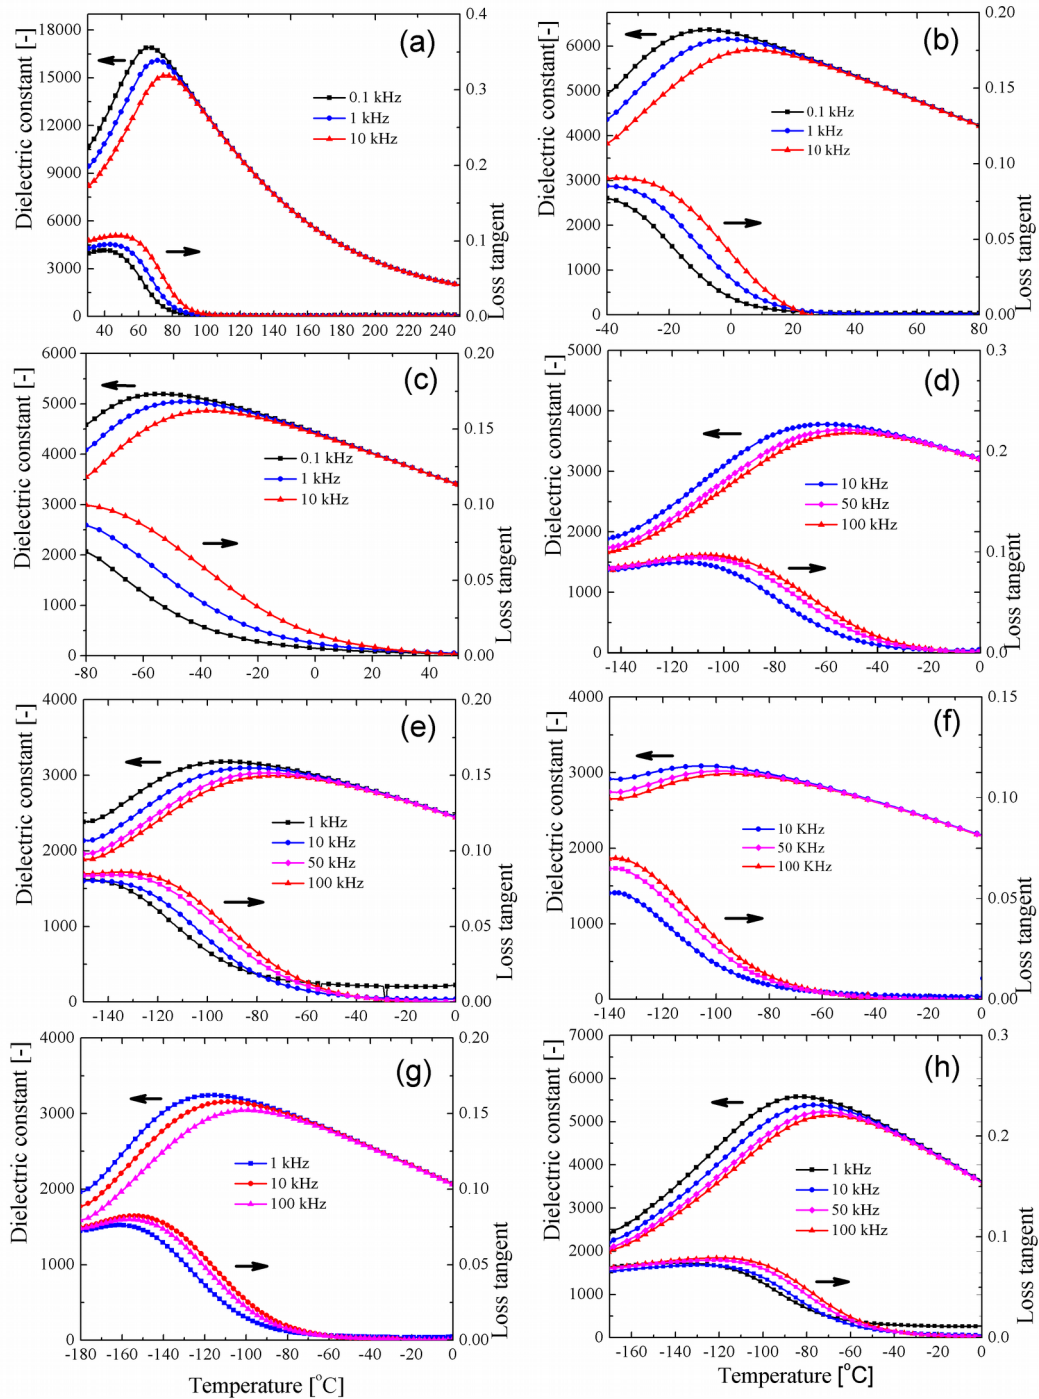 (a)
Dielectric constant [-]
18000
15000
12000
9000
6000
3000
0
0.4
0.3
0.2
0.1
0.0
Loss tangent
0.1 kHz
1 kHz
10 kHz
40 60 80 100 120 140 160 180 200 220 240
(b)
Dielectric constant[-]
6000
5000
4000
3000
2000
1000
0
0.20
0.15
0.10
0.05
0.00
Loss tangent
0.1 kHz
1 kHz
10 kHz
-40 -20 0 20 40 60 80
(c)
Dielectric constant [-]
6000
5000
4000
3000
2000
1000
0
0.20
0.15
0.10
0.05
0.00
Loss tangent
0.1 kHz
1 kHz
10 kHz
-80 -60 -40 -20 0 20 40
(d)
Dielectric constant [-]
5000
4000
3000
2000
1000
0
0.3
0.2
0.1
0.0
Loss tangent
10 kHz
50 kHz
100 kHz
-140 -120 -100 -80 -60 -40 -20 0
(e)
Dielectric constant [-]
4000
3000
2000
1000
0
0.20
0.15
0.10
0.05
0.00
Loss tangent
1 kHz
10 kHz
50 kHz
100 kHz
-150 -140 -120 -100 -80 -60 -40 -20 0
(f)
Dielectric constant [-]
4000
3000
2000
1000
0
0.15
0.10
0.05
0.00
Loss tangent
10 KHz
50 KHz
100 KHz
-140 -120 -100 -80 -60 -40 -20 0
(g)
Dielectric constant [-]
4000
3000
2000
1000
0
0.20
0.15
0.10
0.05
0.00
Loss tangent
1 kHz
10 kHz
100 kHz
-180 -160 -140 -120 -100 -80 -60 -40 -20 0
Temperature [°C]
(h)
Dielectric constant [-]
7000
6000
5000
4000
3000
2000
1000
0
0.3
0.2
0.1
0.0
Loss tangent
1 kHz
10 kHz
50 kHz
100 kHz
-160 -140 -120 -100 -80 -60 -40 -20 0
Temperature [°C]